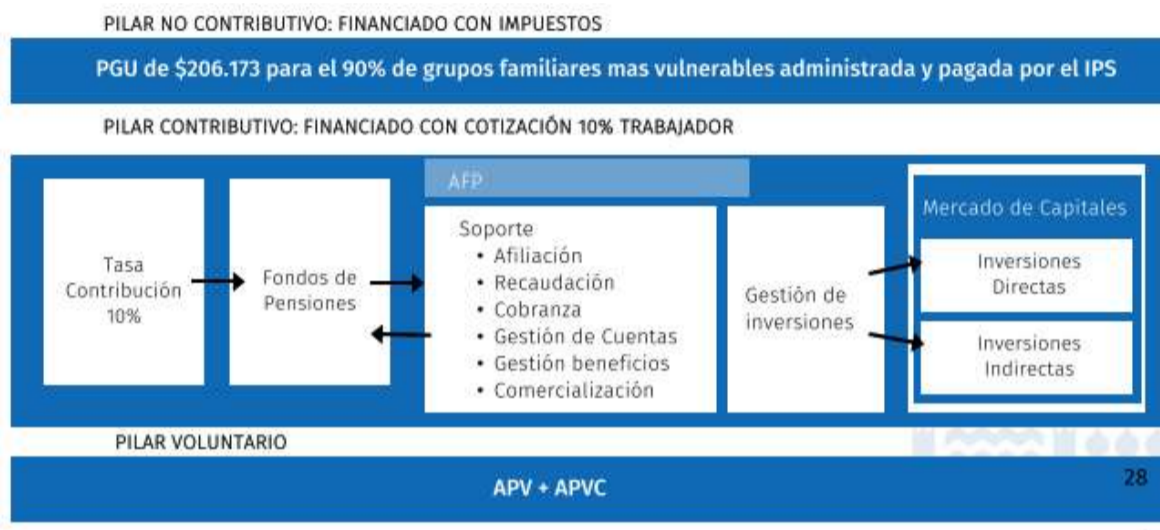 PILAR NO CONTRIBUTIVO: FINANCIADO CON IMPUESTOS
PGU de $206.173 para el 90% de grupos familiares mas vulnerables administrada y pagada por el IPS
PILAR CONTRIBUTIVO: FINANCIADO CON COTIZACIÓN 10% TRABAJADOR
Tasa
Contribución
10%
Fondos de
Pensiones
AFP
Soporte
• Afiliación
• Recaudación
• Cobranza
• Gestión de Cuentas
• Gestión beneficios
• Comercialización
Gestión de
inversiones
Mercado de Capitales
Inversiones
Directas
Inversiones
Indirectas
PILAR VOLUNTARIO
APV + APVC
28